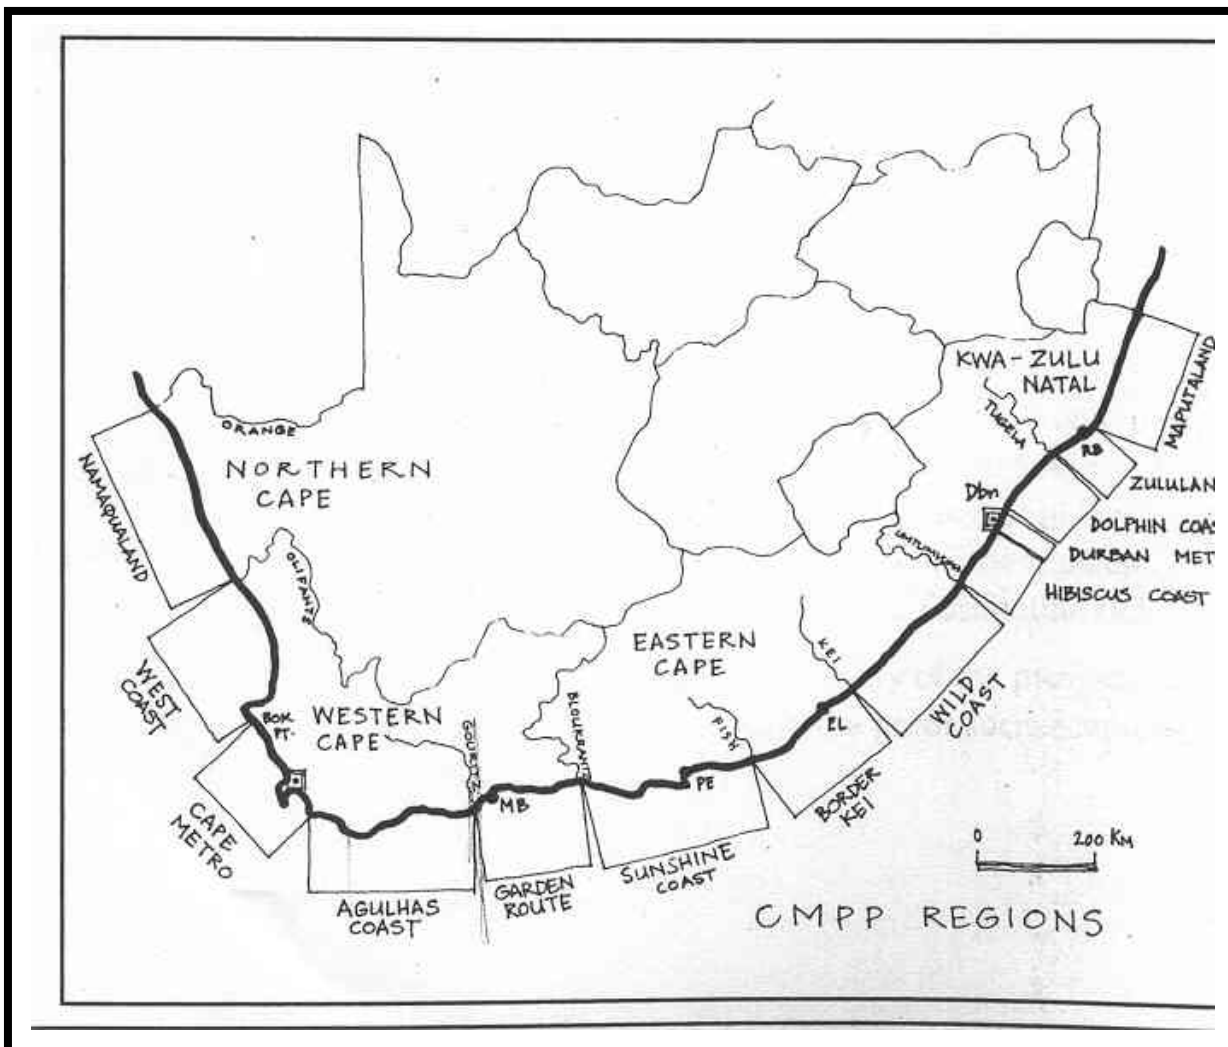 KWA-ZULU
NATAL
MAPUTALAND
TUGELA
RB
ZULULAN
Dbn
DOLPHIN COAS
DURBAN MET
HIBISCUS COAST
ORANGE
NORTHERN
CAPE
NAMAQUALAND
OLIFANTS
EASTERN
CAPE
KEI
WILD
COAST
WEST
COAST
BOK
PT.
WESTERN
CAPE
GOURITZ
BLOUKRANTZ
FISH
EL
PE
MB
CAPE
METRO
BORDER
KEI
SUNSHINE
COAST
GARDEN
ROUTE
AGULHAS
COAST
0 200 KM
CMPP REGIONS